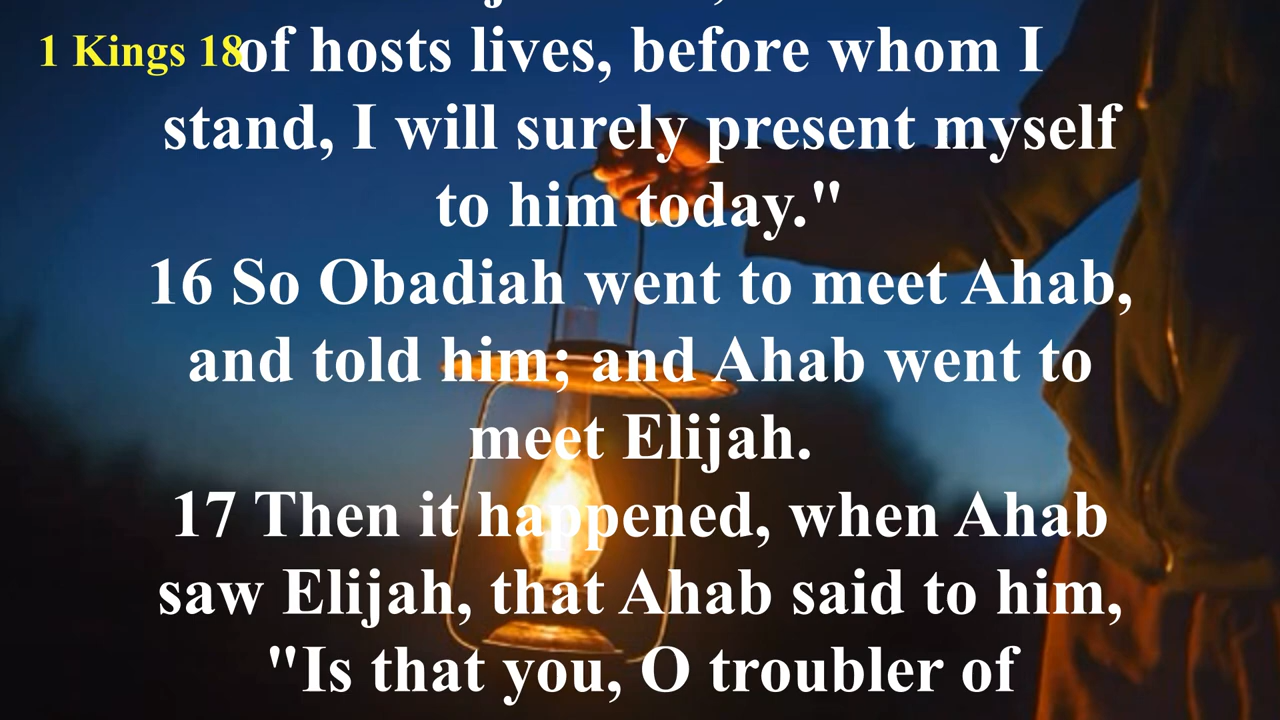 1 Kings 18
of hosts lives, before whom I
stand, I will surely present myself
to him today."
16 So Obadiah went to meet Ahab,
and told him; and Ahab went to
meet Elijah.
17 Then it happened, when Ahab
saw Elijah, that Ahab said to him,
"Is that you, O troubler of